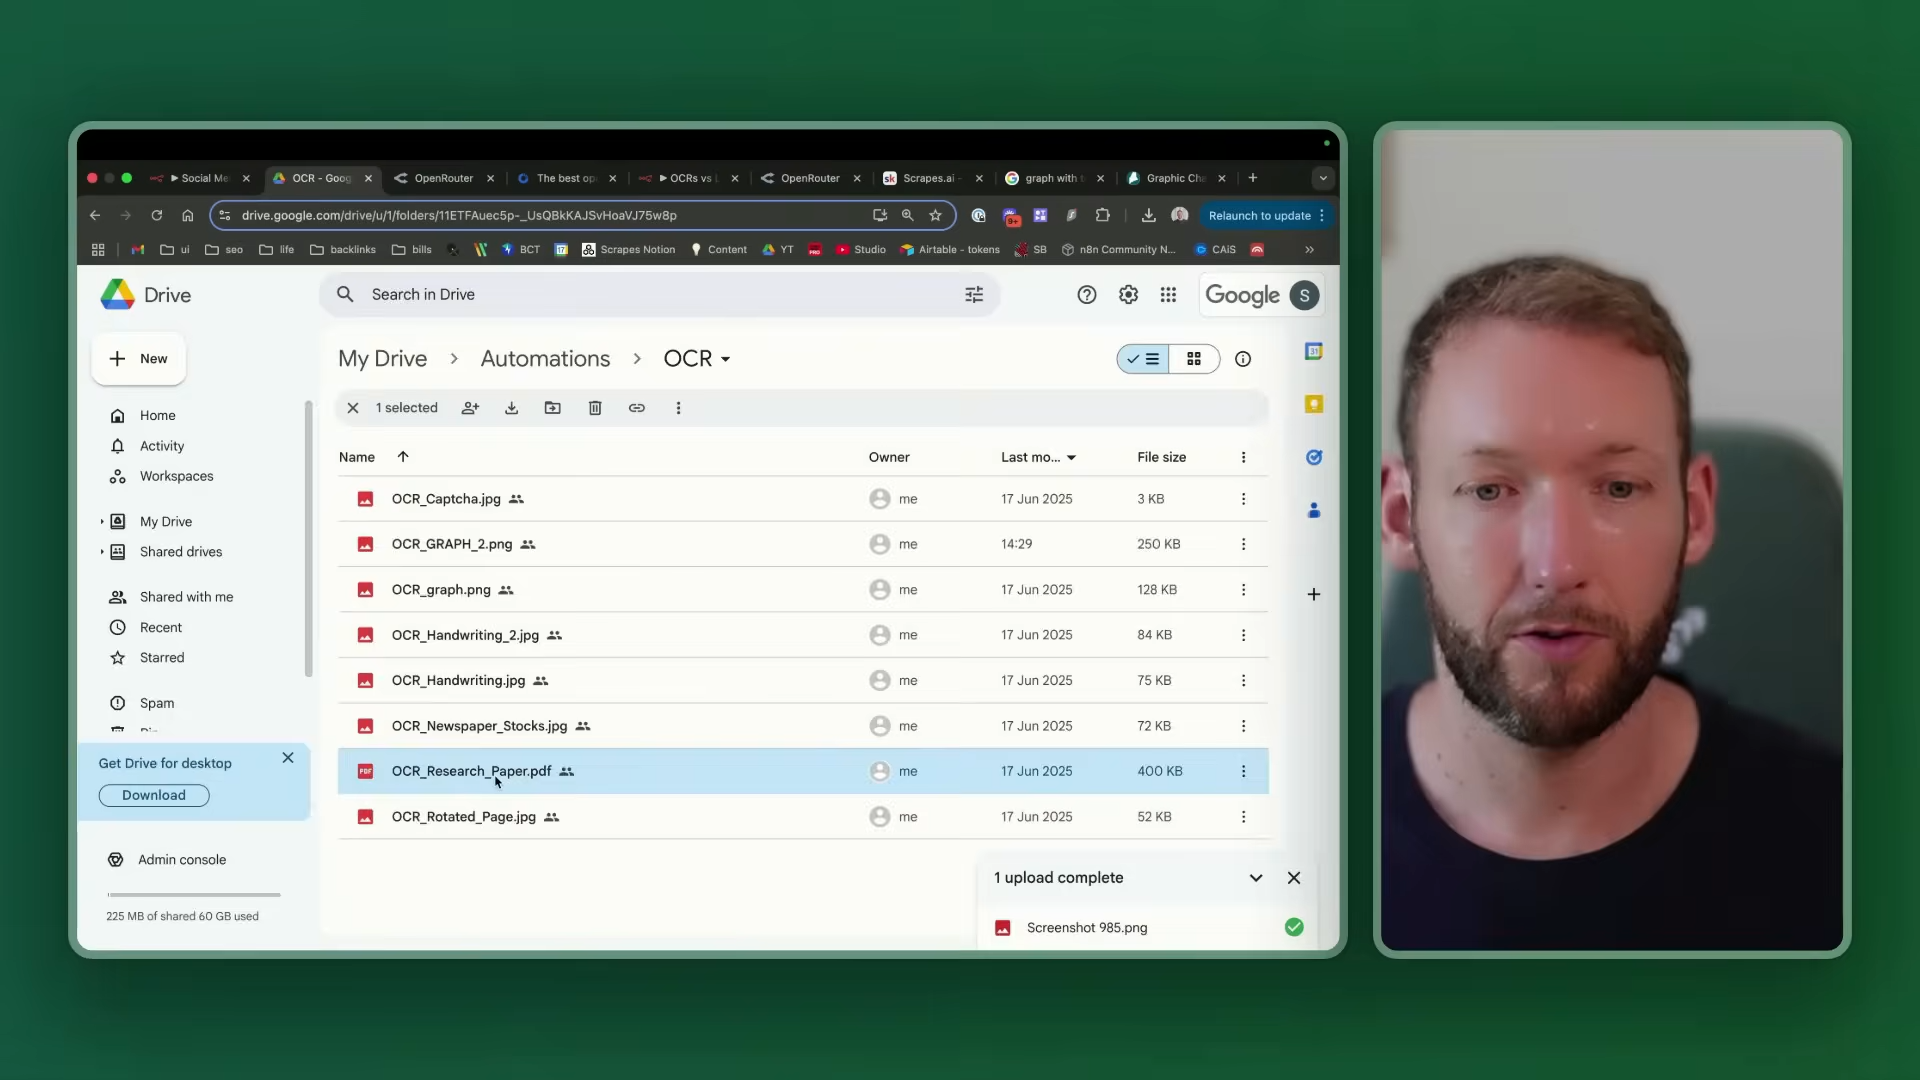 ▶ Social Me
OCR - Goog
OpenRouter
The best op
▶ OCRs vs L
OpenRouter
Scrapes.ai -
graph with t
Graphic Ch
drive.google.com/drive/u/1/folders/11ETFAuec5p-_UsQBkKAJSvHoaVJ75w8p
9+
Relaunch to update
ui
seo
life
backlinks
bills
BCT
17
Scrapes Notion
Content
YT
Studio
Airtable - tokens
SB
n8n Community N...
CAiS
Drive
Search in Drive
Google
S
New
My Drive > Automations > OCR
1 selected
Home
Activity
Workspaces
My Drive
Shared drives
Shared with me
Recent
Starred
Spam
Get Drive for desktop
Download
Admin console
225 MB of shared 60 GB used
Name Owner Last mo... File size
OCR_Captcha.jpg me 17 Jun 2025 3 KB
OCR_GRAPH_2.png me 14:29 250 KB
OCR_graph.png me 17 Jun 2025 128 KB
OCR_Handwriting_2.jpg me 17 Jun 2025 84 KB
OCR_Handwriting.jpg me 17 Jun 2025 75 KB
OCR_Newspaper_Stocks.jpg me 17 Jun 2025 72 KB
PDF OCR_Research_Paper.pdf me 17 Jun 2025 400 KB
OCR_Rotated_Page.jpg me 17 Jun 2025 52 KB
31
1 upload complete
Screenshot 985.png